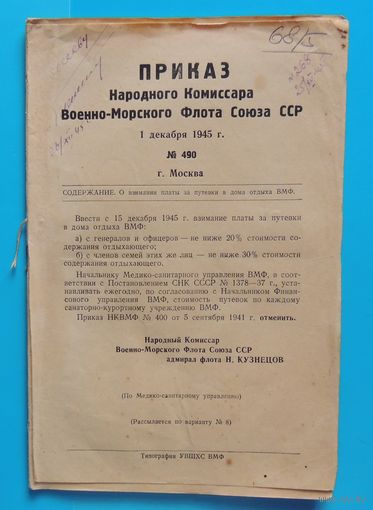 68/5
ПРИКАЗ
Народного Комиссара
Военно-Морского Флота Союза ССР
1 декабря 1945 г.
№ 490
г. Москва
СОДЕРЖАНИЕ. О взимании платы за путевки в дома отдыха ВМФ.
Ввести с 15 декабря 1945 г. взимание платы за путевки
в дома отдыха ВМФ:
а) с генералов и офицеров — не ниже 20% стоимости со-
держания отдыхающего;
б) с членов семей этих же лиц — не ниже 30% стоимости
содержания отдыхающего.
Начальнику Медико-санитарного управления ВМФ, в соот-
ветствии с Постановлением СНК СССР № 1378—37 г., уста-
навливать ежегодно, по согласованию с Начальником Финан-
сового управления ВМФ, стоимость путевок по каждому
санаторно-курортному учреждению ВМФ.
Приказ НКВМФ № 400 от 5 сентября 1941 г. отменить.
Народный Комиссар
Военно-Морского Флота Союза ССР
адмирал флота Н. КУЗНЕЦОВ
(По Медико-санитарному управлению)
(Рассылается по варианту № 8)
Типография УВЩХС ВМФ